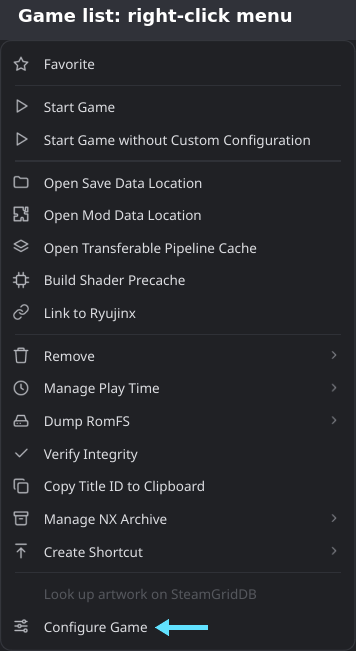 Game list: right-click menu
Favorite
Start Game
Start Game without Custom Configuration
Open Save Data Location
Open Mod Data Location
Open Transferable Pipeline Cache
Build Shader Precache
Link to Ryujinx
Remove
Manage Play Time
Dump RomFS
Verify Integrity
Copy Title ID to Clipboard
Manage NX Archive
Create Shortcut
Look up artwork on SteamGridDB
Configure Game